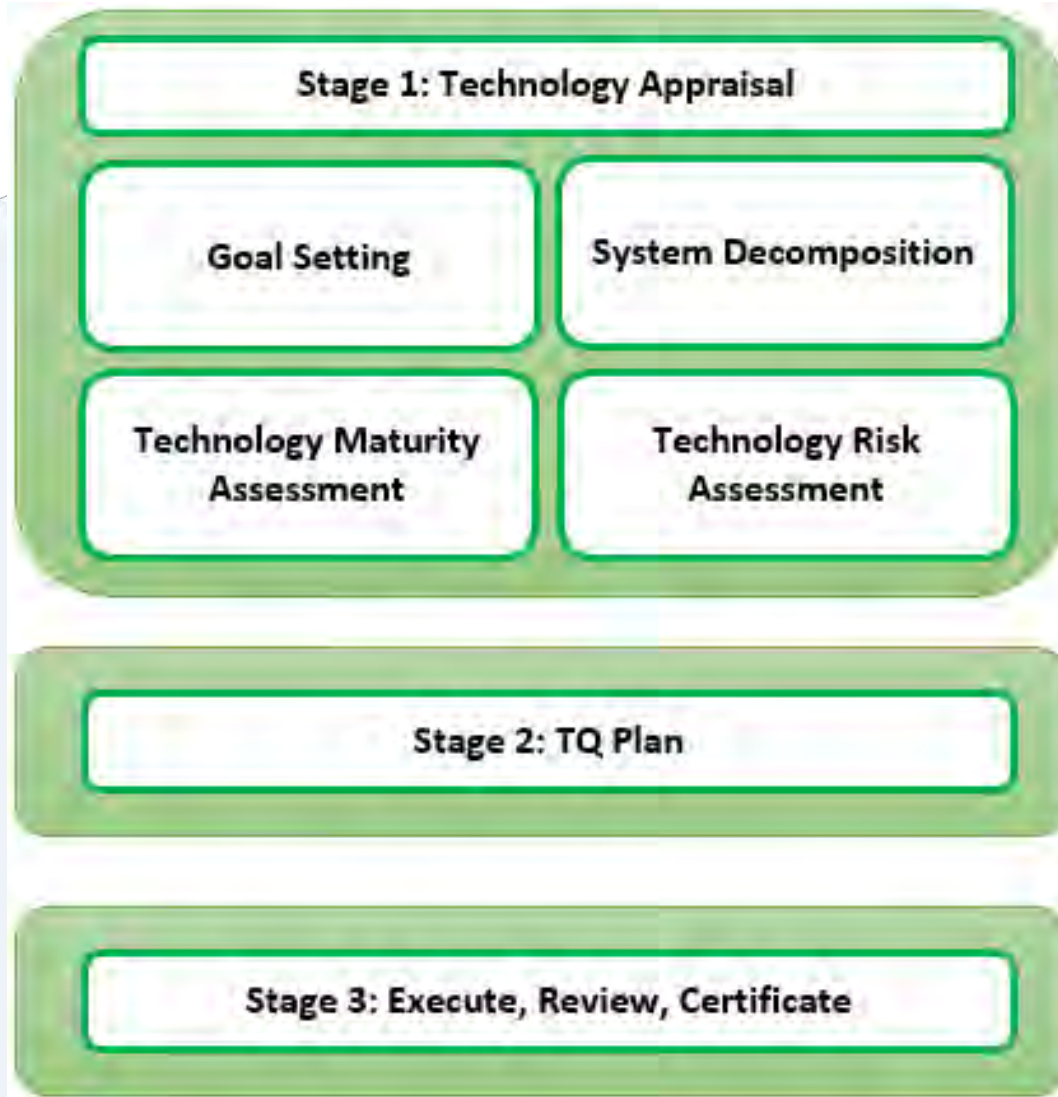 Stage 1: Technology Appraisal
Goal Setting
System Decomposition
Technology Maturity
Assessment
Technology Risk
Assessment
Stage 2: TQ Plan
Stage 3: Execute, Review, Certificate